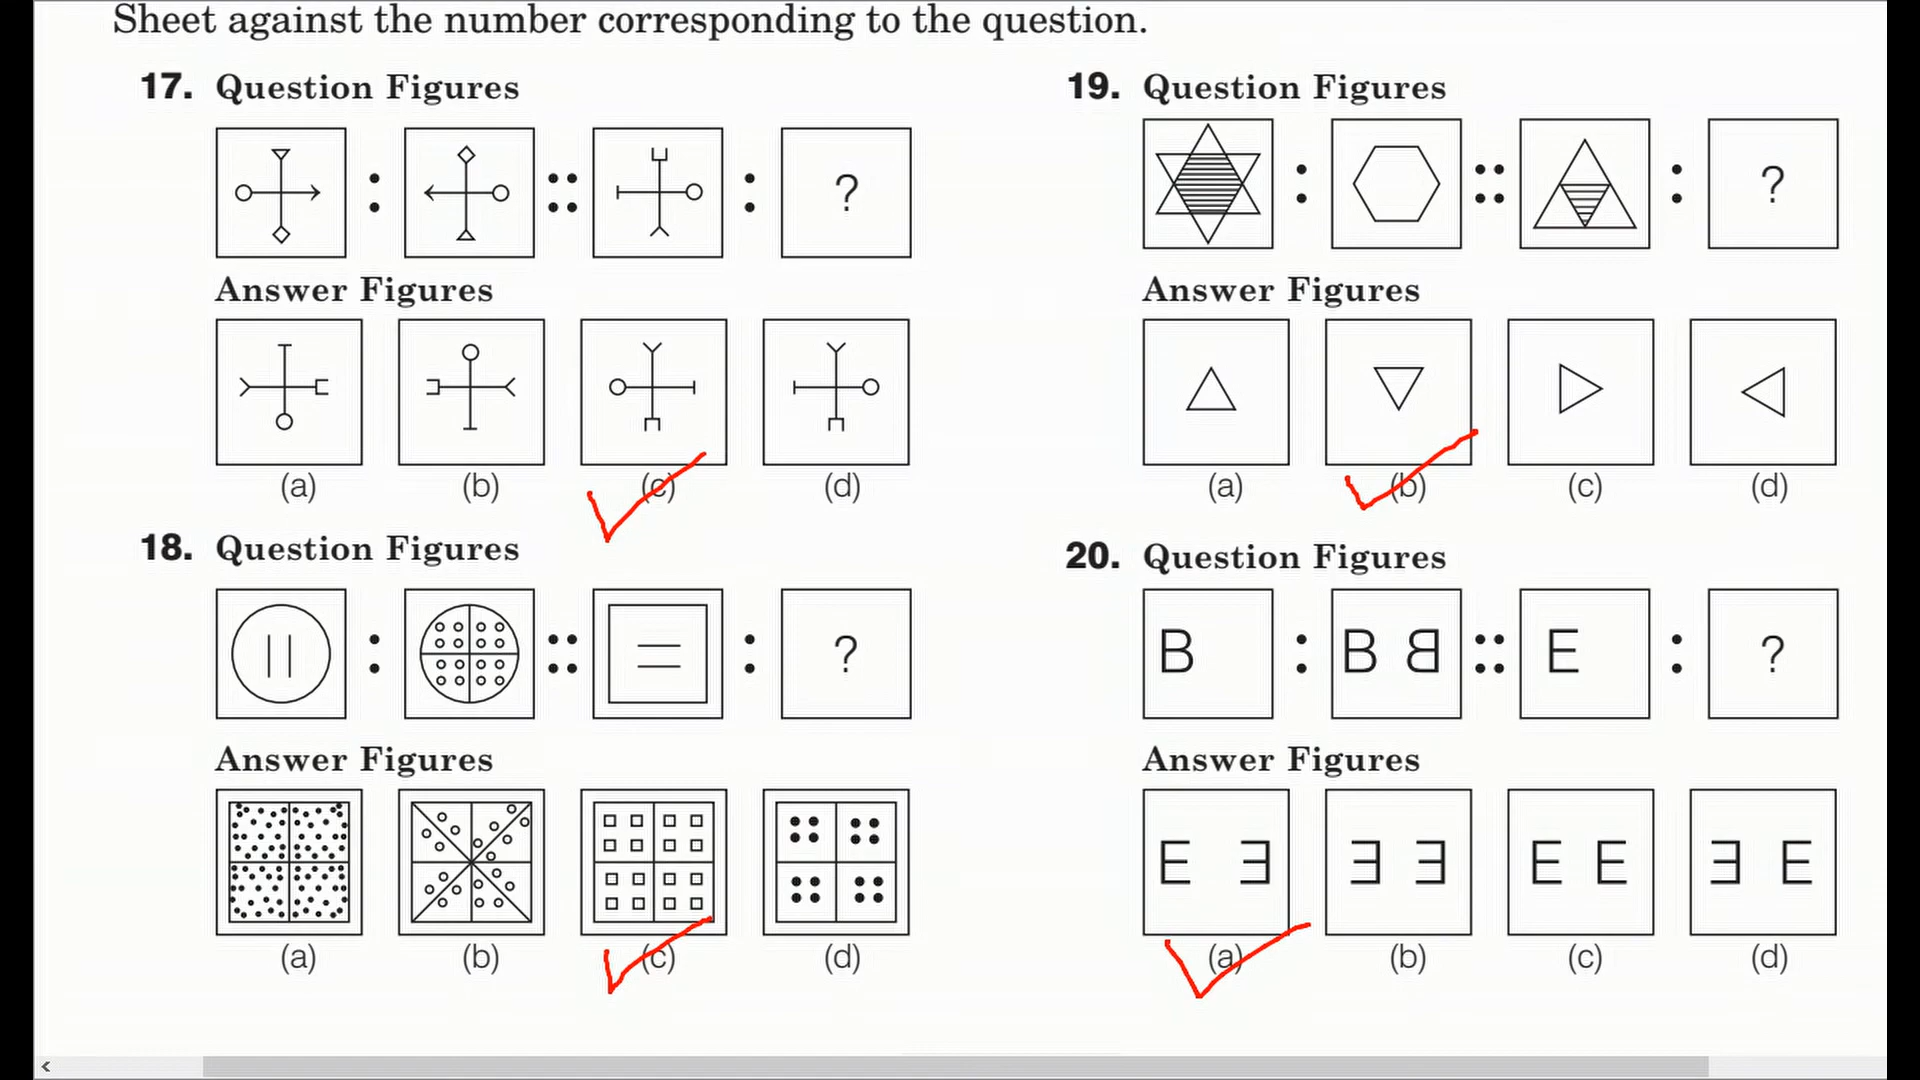 Sheet against the number corresponding to the question.
17. Question Figures
: :: : ?
Answer Figures
(a) (b) (c) (d)
18. Question Figures
: :: : ?
Answer Figures
(a) (b) (c) (d)
19. Question Figures
: :: : ?
Answer Figures
(a) (b) (c) (d)
20. Question Figures
B : B :: E : ?
Answer Figures
E Ǝ Ǝ Ǝ E E Ǝ E
(a) (b) (c) (d)